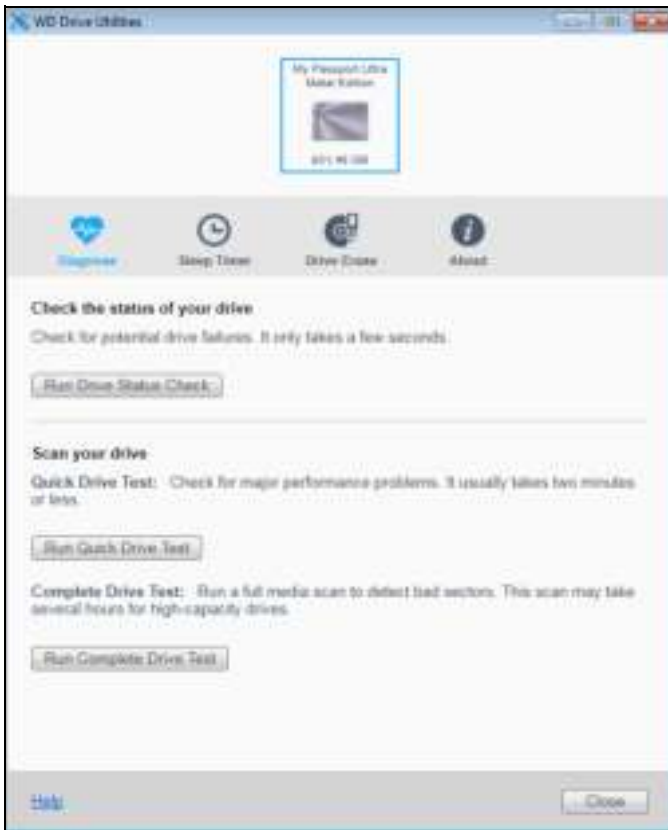 WD Drive Utilities
My Passport Ultra
Metal Edition
Diagnose
Sleep Timer
Drive Erase
About
Check the status of your drive
Check for potential drive failures. It only takes a few seconds.
Run Drive Status Check
Scan your drive
Quick Drive Test: Check for major performance problems. It usually takes two minutes
or less.
Run Quick Drive Test
Complete Drive Test: Run a full media scan to detect bad sectors. This scan may take
several hours for high-capacity drives.
Run Complete Drive Test
Help
Close